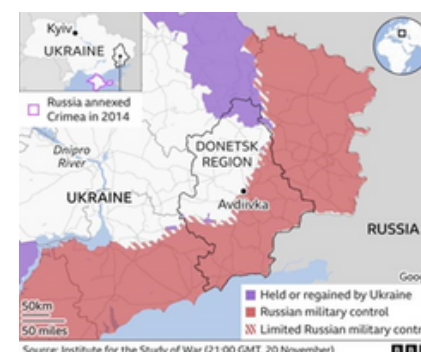 Kyiv
UKRAINE
Russia annexed
Crimea in 2014
Dnipro
River
DONETSK
REGION
UKRAINE
Avdiivka
RUSSIA
Goo
50km
50 miles
Held or regained by Ukraine
Russian military control
Limited Russian military contr
Source: Institute for the Study of War (21:00 GMT, 20 November)
BBC